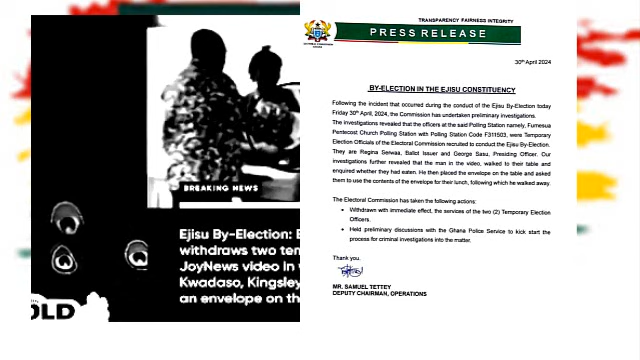 BREAKING NEWS
Ejisu By-Election: E
withdraws two ten
JoyNews video in
Kwadaso, Kingsley
an envelope on th
OLD
TRANSPARENCY FAIRNESS INTEGRITY
PRESS RELEASE
30th April 2024
BY-ELECTION IN THE EJISU CONSTITUENCY
Following the incident that occurred during the conduct of the Ejisu By-Election today
Friday 30th April, 2024, the Commission has undertaken preliminary investigations.
The investigations revealed that the officers at the said Polling Station namely, Fumesua
Pentecost Church Polling Station with Polling Station Code F311503, were Temporary
Election Officials of the Electoral Commission recruited to conduct the Ejisu By-Election.
They are Regina Serwaa, Ballot Issuer and George Sasu, Presiding Officer. Our
investigations further revealed that the man in the video, walked to their table and
enquired whether they had eaten. He then placed the envelope on the table and asked
them to use the contents of the envelope for their lunch, following which he walked away.
The Electoral Commission has taken the following actions:
• Withdrawn with immediate effect, the services of the two (2) Temporary Election
Officers.
• Held preliminary discussions with the Ghana Police Service to kick start the
process for criminal investigations into the matter.
Thank you.
MR. SAMUEL TETTEY
DEPUTY CHAIRMAN, OPERATIONS